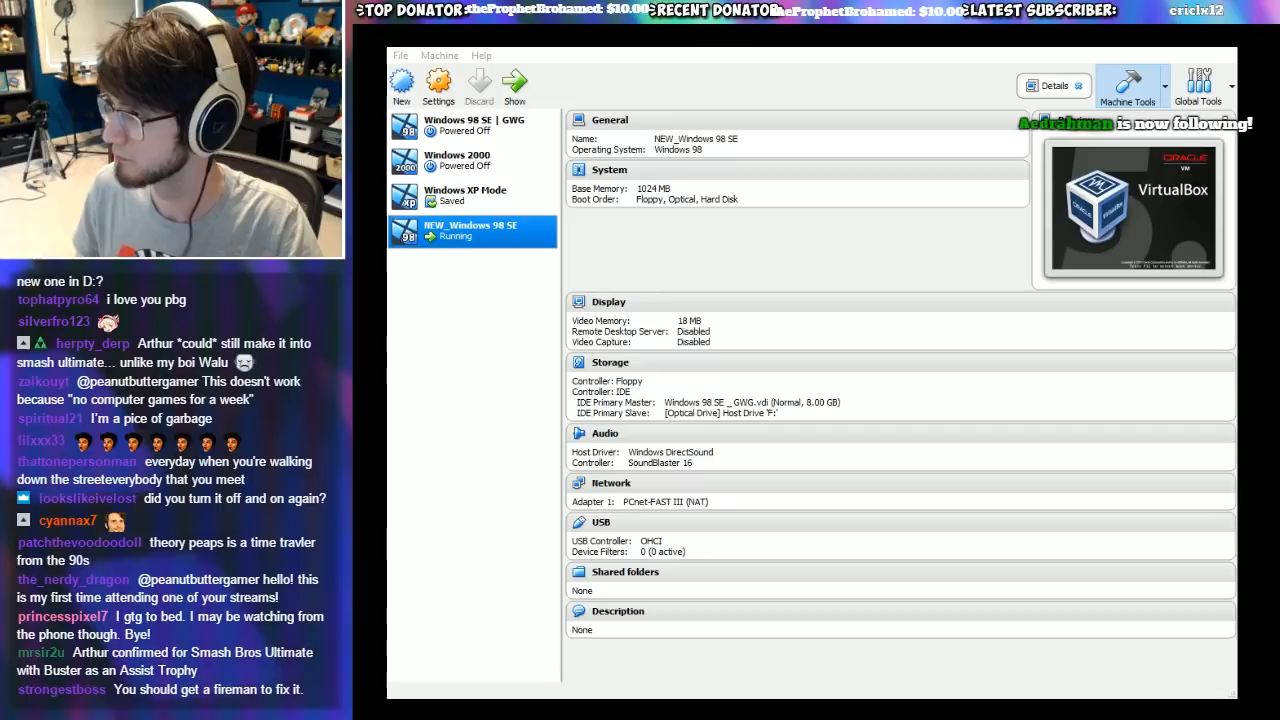 TOP DONATOR: theProphetBrohamed: $10.00 RECENT DONATOR: theProphetBrohamed: $10.00 LATEST SUBSCRIBER: ericlx12
File Machine Help
New Settings Discard Show
Details Machine Tools Global Tools
Aedrahman is now following!
Windows 98 SE | GWG
Powered Off
Windows 2000
Powered Off
Windows XP Mode
Saved
NEW_Windows 98 SE
Running
General
Name: NEW_Windows 98 SE
Operating System: Windows 98
System
Base Memory: 1024 MB
Boot Order: Floppy, Optical, Hard Disk
ORACLE
VM
VirtualBox
Display
Video Memory: 18 MB
Remote Desktop Server: Disabled
Video Capture: Disabled
Storage
Controller: Floppy
Controller: IDE
IDE Primary Master: Windows 98 SE _ GWG.vdi (Normal, 8.00 GB)
IDE Primary Slave: [Optical Drive] Host Drive 'F:'
Audio
Host Driver: Windows DirectSound
Controller: SoundBlaster 16
Network
Adapter 1: PCnet-FAST III (NAT)
USB
USB Controller: OHCI
Device Filters: 0 (0 active)
Shared folders
None
Description
None
new one in D:?
tophatpyro64 i love you pbg
silverfro123
herpty_derp Arthur *could* still make it into
smash ultimate... unlike my boi Walu
zaikouyt @peanutbuttergamer This doesn't work
because "no computer games for a week"
spiritual21 I'm a pice of garbage
lilxxx33
thattonepersonman everyday when you're walking
down the streeteverybody that you meet
lookslikeivelost did you turn it off and on again?
cyannax7
patchthevoodoodoll theory peaps is a time travler
from the 90s
the_nerdy_dragon @peanutbuttergamer hello! this
is my first time attending one of your streams!
princesspixel7 I gtg to bed. I may be watching from
the phone though. Bye!
mrsir2u Arthur confirmed for Smash Bros Ultimate
with Buster as an Assist Trophy
strongestboss You should get a fireman to fix it.